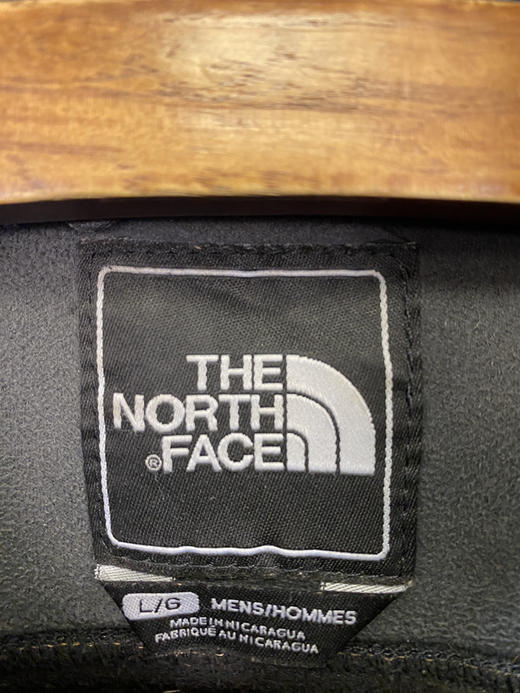 THE
NORTH
®FACE
L/G MENS/HOMMES
MADE IN NICARAGUA
FABRIQUÉ AU NICARAGUA